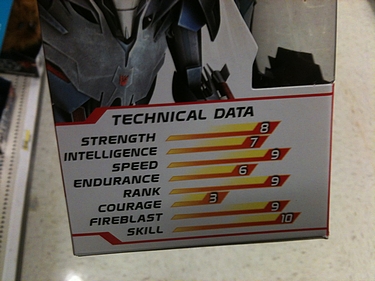 TECHNICAL DATA
STRENGTH 8
INTELLIGENCE 7
SPEED 9
ENDURANCE 6
RANK 9
COURAGE 3
FIREBLAST 9
SKILL 10